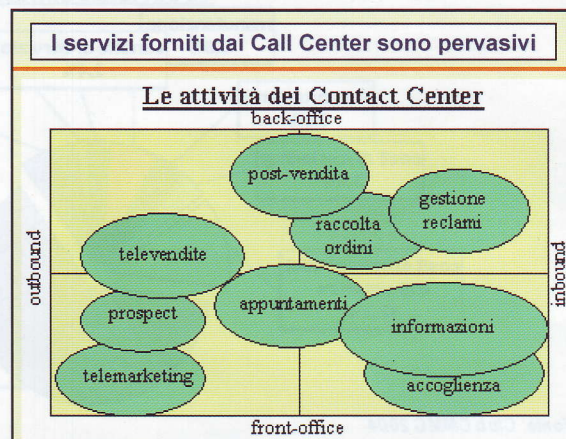 I servizi forniti dai Call Center sono pervasivi
Le attività dei Contact Center
back-office
post-vendita
gestione
reclami
raccolta
ordini
televendite
outbound
inbound
appuntamenti
prospect
informazioni
telemarketing
accoglienza
front-office